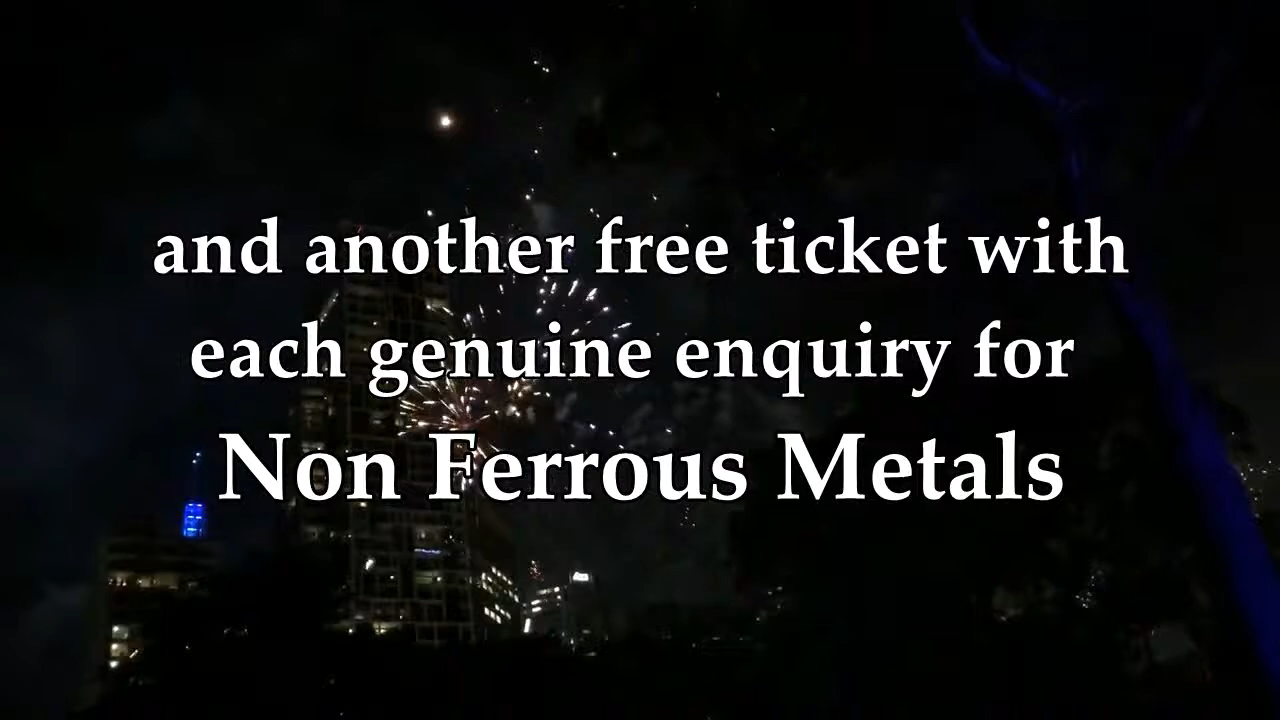 and another free ticket with
each genuine enquiry for
Non Ferrous Metals